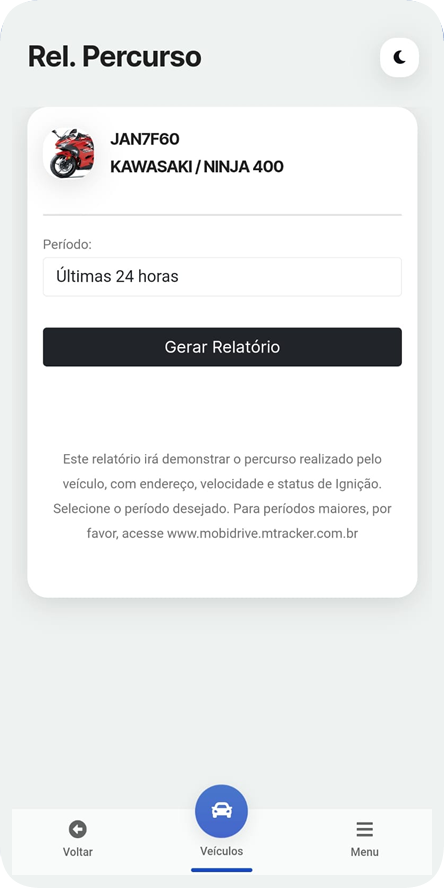 Rel. Percurso
JAN7F60
KAWASAKI / NINJA 400
Período:
Últimas 24 horas
Gerar Relatório
Este relatório irá demonstrar o percurso realizado pelo
veículo, com endereço, velocidade e status de Ignição.
Selecione o período desejado. Para períodos maiores, por
favor, acesse www.mobidrive.mtracker.com.br
Voltar
Veículos
Menu